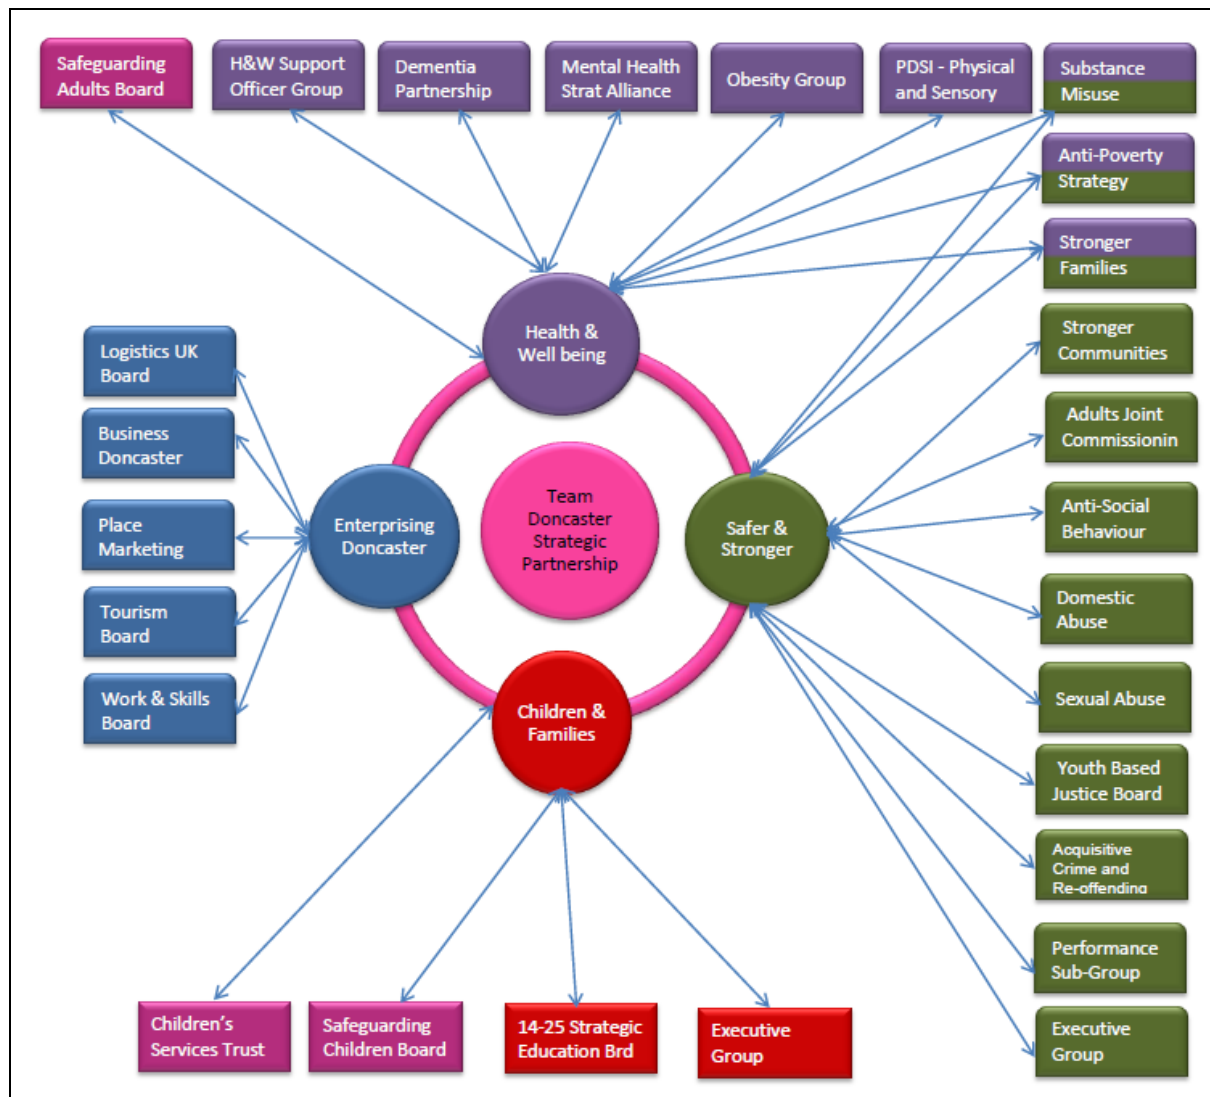 Safeguarding
Adults Board
H&W Support
Officer Group
Dementia
Partnership
Mental Health
Strat Alliance
Obesity Group
PDSI - Physical
and Sensory
Substance
Misuse
Anti-Poverty
Strategy
Stronger
Families
Stronger
Communities
Adults Joint
Commissionin
Anti-Social
Behaviour
Domestic
Abuse
Sexual Abuse
Youth Based
Justice Board
Acquisitive
Crime and
Re-offending
Performance
Sub-Group
Executive
Group
Health &
Well being
Logistics UK
Board
Business
Doncaster
Place
Marketing
Tourism
Board
Work & Skills
Board
Enterprising
Doncaster
Team
Doncaster
Strategic
Partnership
Safer &
Stronger
Children &
Families
Children’s
Services Trust
Safeguarding
Children Board
14-25 Strategic
Education Brd
Executive
Group